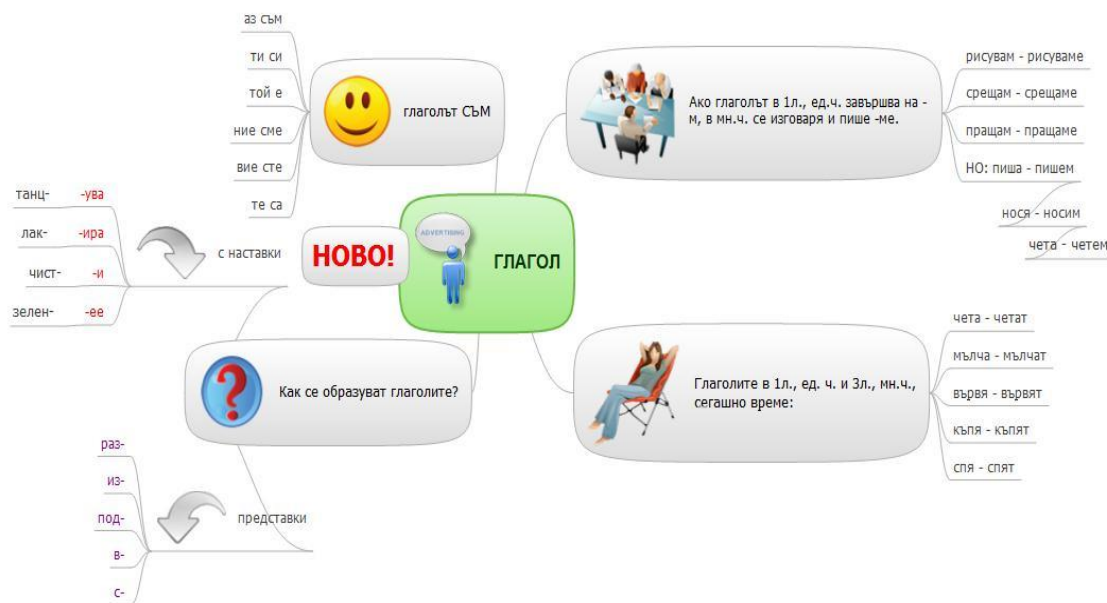 аз съм
ти си
той е
ние сме
вие сте
те са
глаголът СЪМ
Ако глаголът в 1л., ед.ч. завършва на -
м, в мн.ч. се изговаря и пише -ме.
рисувам - рисуваме
срещам - срещаме
пращам - пращаме
НО: пиша - пишем
нося - носим
чета - четем
НОВО!
ADVERTISING
ГЛАГОЛ
танц- -ува
лак- -ира
чист- -и
зелен- -ее
с наставки
Как се образуват глаголите?
раз-
из-
под-
в-
с-
представки
Глаголите в 1л., ед. ч. и 3л., мн.ч.,
сегашно време:
чета - четат
мълча - мълчат
вървя - вървят
къпя - къпят
спя - спят